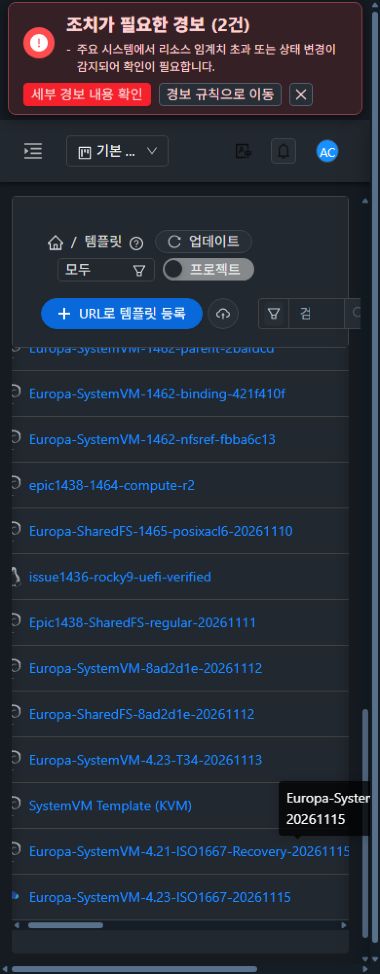 조치가 필요한 경보 (2건)
- 주요 시스템에서 리소스 임계치 초과 또는 상태 변경이
감지되어 확인이 필요합니다.
세부 경보 내용 확인 경보 규칙으로 이동
기본 ...
AC
/ 템플릿 업데이트
모두 프로젝트
+ URL로 템플릿 등록 검
Europa-SystemVM-1462-parent-2bafdcd
Europa-SystemVM-1462-binding-421f410f
Europa-SystemVM-1462-nfsref-fbba6c13
epic1438-1464-compute-r2
Europa-SharedFS-1465-posixacl6-20261110
issue1436-rocky9-uefi-verified
Epic1438-SharedFS-regular-20261111
Europa-SystemVM-8ad2d1e-20261112
Europa-SharedFS-8ad2d1e-20261112
Europa-SystemVM-4.23-T34-20261113
SystemVM Template (KVM)
Europa-System
20261115
Europa-SystemVM-4.21-ISO1667-Recovery-20261115
Europa-SystemVM-4.23-ISO1667-20261115